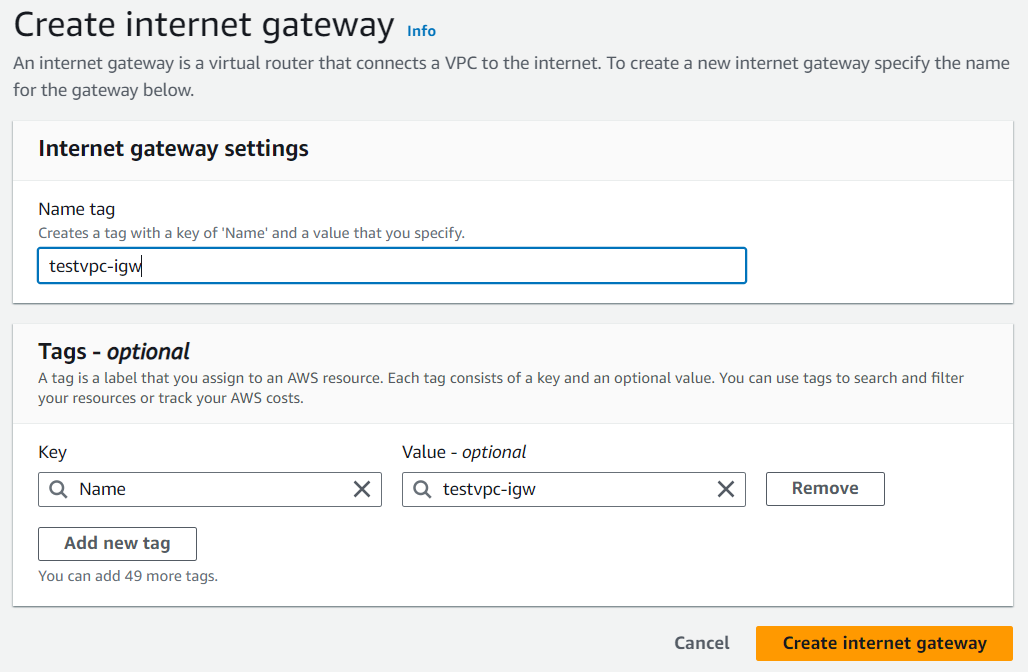 Create internet gateway Info
An internet gateway is a virtual router that connects a VPC to the internet. To create a new internet gateway specify the name
for the gateway below.
Internet gateway settings
Name tag
Creates a tag with a key of 'Name' and a value that you specify.
testvpc-igw
Tags - optional
A tag is a label that you assign to an AWS resource. Each tag consists of a key and an optional value. You can use tags to search and filter
your resources or track your AWS costs.
Key Value - optional
Name testvpc-igw Remove
Add new tag
You can add 49 more tags.
Cancel Create internet gateway